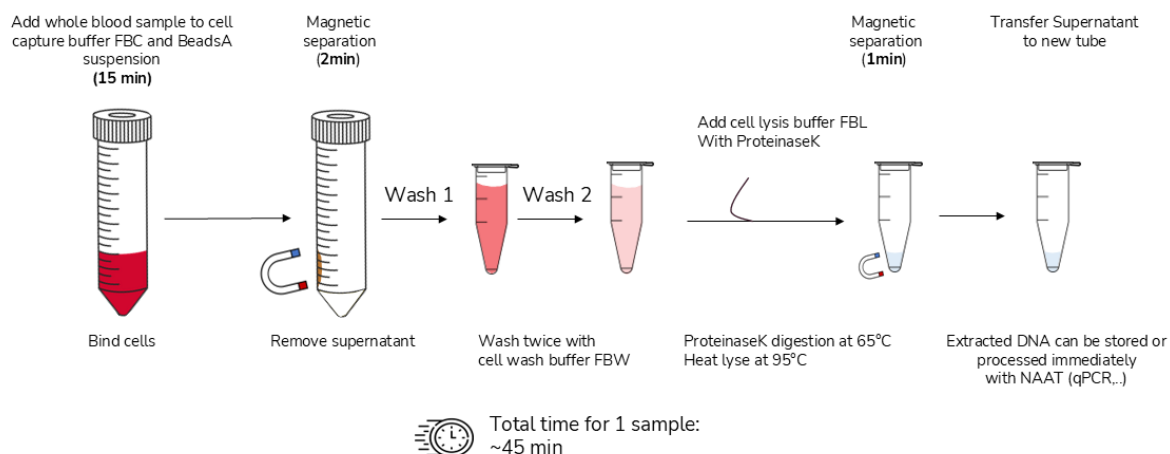 Add whole blood sample to cell
capture buffer FBC and BeadsA
suspension
(15 min)
Magnetic
separation
(2min)
Magnetic
separation
(1min)
Transfer Supernatant
to new tube
Add cell lysis buffer FBL
With ProteinaseK
Wash 1
Wash 2
Bind cells
Remove supernatant
Wash twice with
cell wash buffer FBW
ProteinaseK digestion at 65°C
Heat lyse at 95°C
Extracted DNA can be stored or
processed immediately
with NAAT (qPCR,..)
Total time for 1 sample:
~45 min